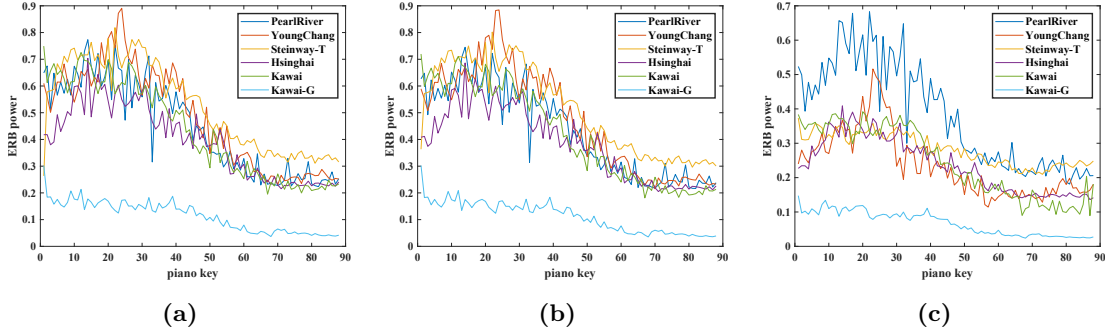 0.9
0.8
0.7
0.6
0.5
0.4
0.3
0.2
0.1
0
ERB power
0 10 20 30 40 50 60 70 80 90
piano key
PearlRiver
YoungChang
Steinway-T
Hsinghai
Kawai
Kawai-G
(a)
0.9
0.8
0.7
0.6
0.5
0.4
0.3
0.2
0.1
0
ERB power
0 10 20 30 40 50 60 70 80 90
piano key
PearlRiver
YoungChang
Steinway-T
Hsinghai
Kawai
Kawai-G
(b)
0.7
0.6
0.5
0.4
0.3
0.2
0.1
0
ERB power
0 10 20 30 40 50 60 70 80 90
piano key
PearlRiver
YoungChang
Steinway-T
Hsinghai
Kawai
Kawai-G
(c)